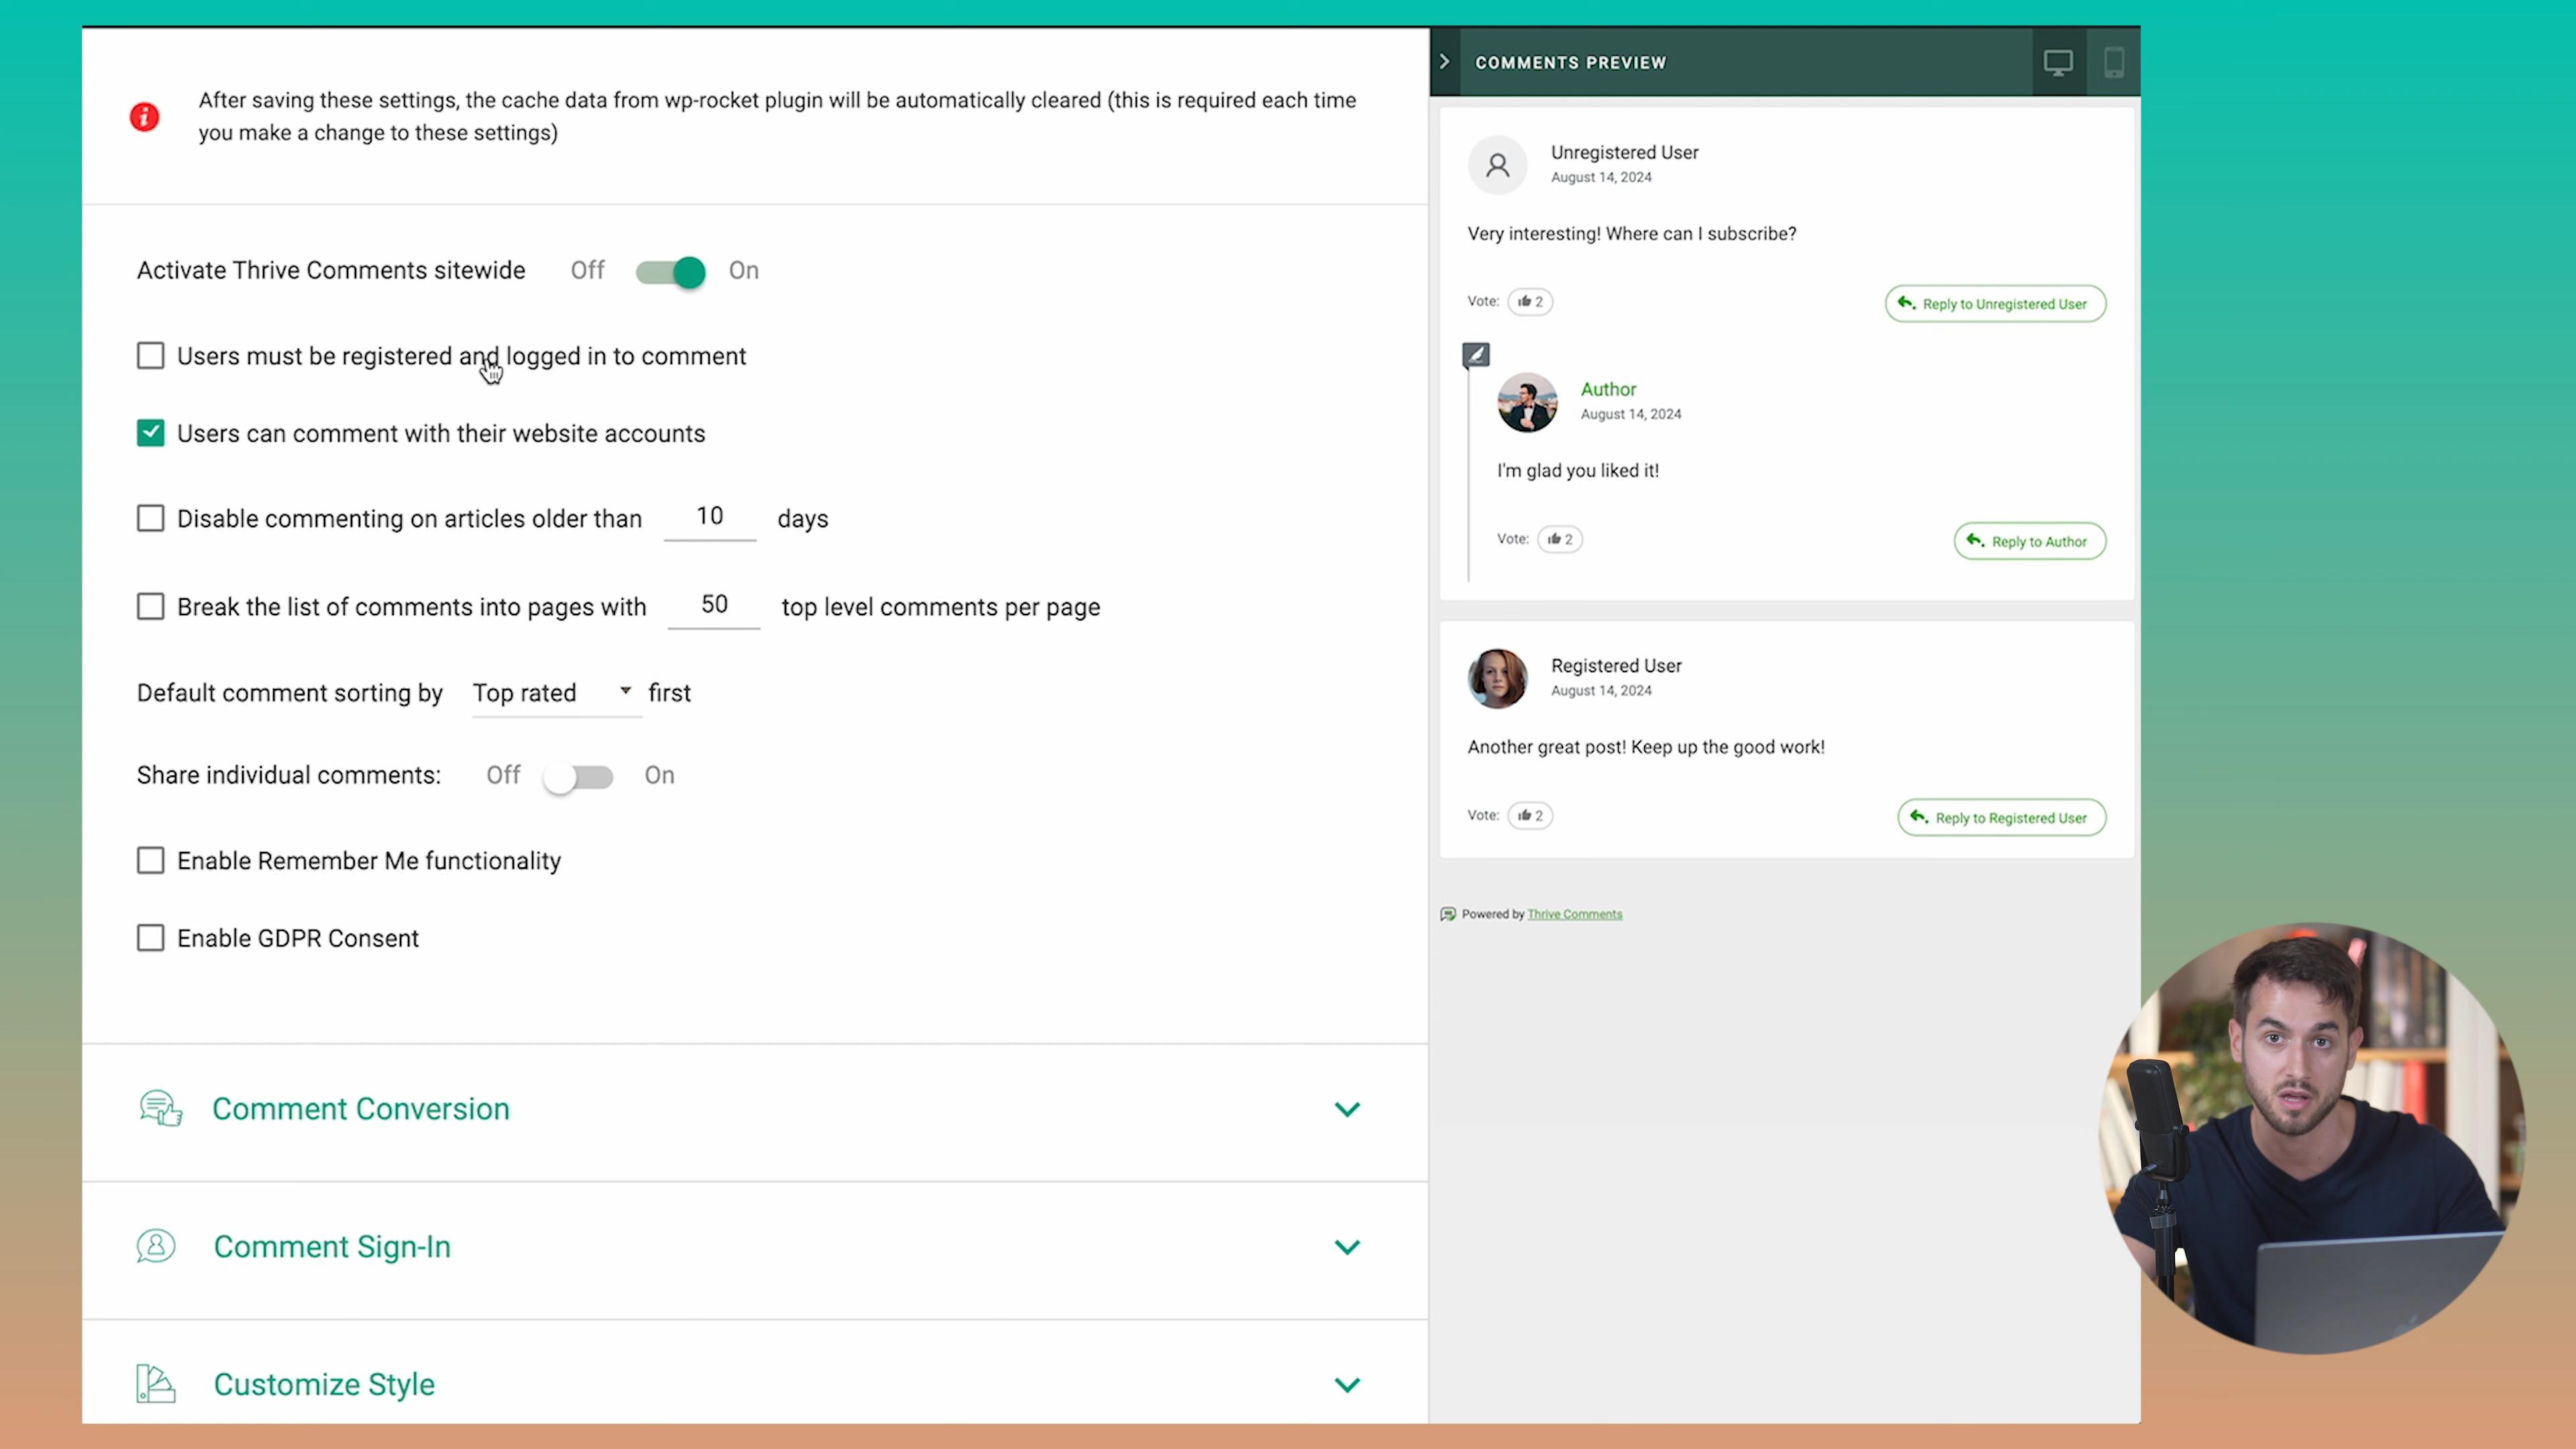 After saving these settings, the cache data from wp-rocket plugin will be automatically cleared (this is required each time
you make a change to these settings)
Activate Thrive Comments sitewide Off On
Users must be registered and logged in to comment
Users can comment with their website accounts
Disable commenting on articles older than 10 days
Break the list of comments into pages with 50 top level comments per page
Default comment sorting by Top rated first
Share individual comments: Off On
Enable Remember Me functionality
Enable GDPR Consent
Comment Conversion
Comment Sign-In
Customize Style
COMMENTS PREVIEW
Unregistered User
August 14, 2024
Very interesting! Where can I subscribe?
Vote: 2 Reply to Unregistered User
Author
August 14, 2024
I'm glad you liked it!
Vote: 2 Reply to Author
Registered User
August 14, 2024
Another great post! Keep up the good work!
Vote: 2 Reply to Registered User
Powered by Thrive Comments